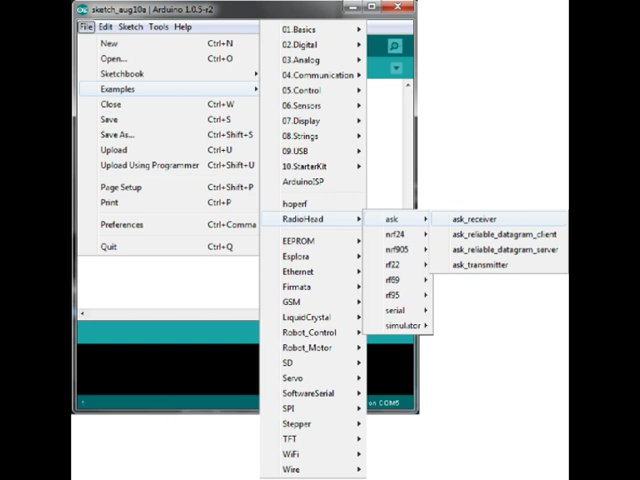 sketch_aug10a | Arduino 1.0.5-r2
File Edit Sketch Tools Help
New Ctrl+N
Open... Ctrl+O
Sketchbook
Examples
Close Ctrl+W
Save Ctrl+S
Save As... Ctrl+Shift+S
Upload Ctrl+U
Upload Using Programmer Ctrl+Shift+U
Page Setup Ctrl+Shift+P
Print Ctrl+P
Preferences Ctrl+Comma
Quit Ctrl+Q
01.Basics
02.Digital
03.Analog
04.Communication
05.Control
06.Sensors
07.Display
08.Strings
09.USB
10.StarterKit
ArduinoISP
hoperf
RadioHead
EEPROM
Esplora
Ethernet
Firmata
GSM
LiquidCrystal
Robot_Control
Robot_Motor
SD
Servo
SoftwareSerial
SPI
Stepper
TFT
WiFi
Wire
ask
nrf24
nrf905
rf22
rf69
rf95
serial
simulator
ask_receiver
ask_reliable_datagram_client
ask_reliable_datagram_server
ask_transmitter
on COM5